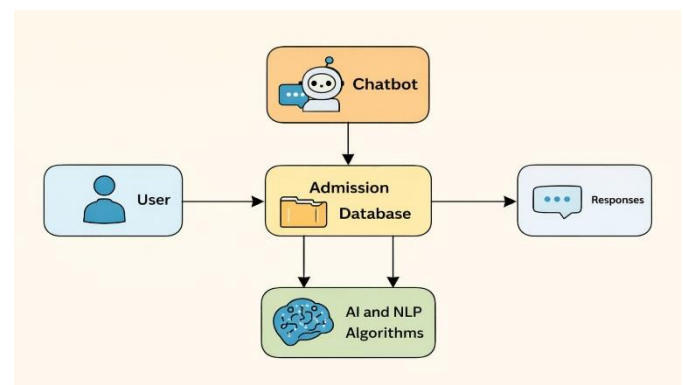 Chatbot
User
Admission
Database
Responses
AI and NLP
Algorithms